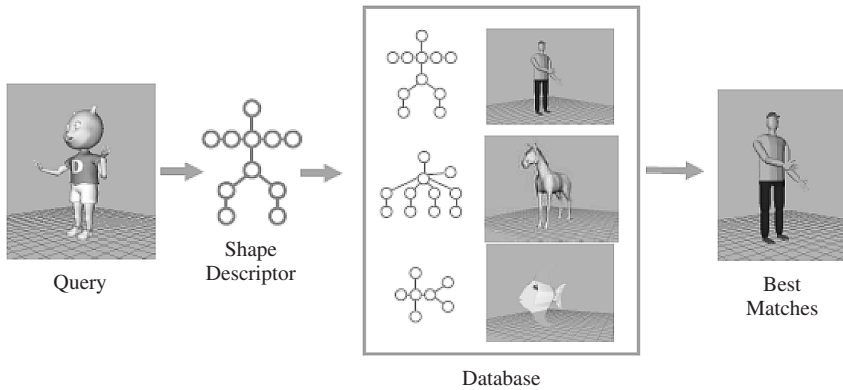 D
Query
Shape
Descriptor
Database
Best
Matches